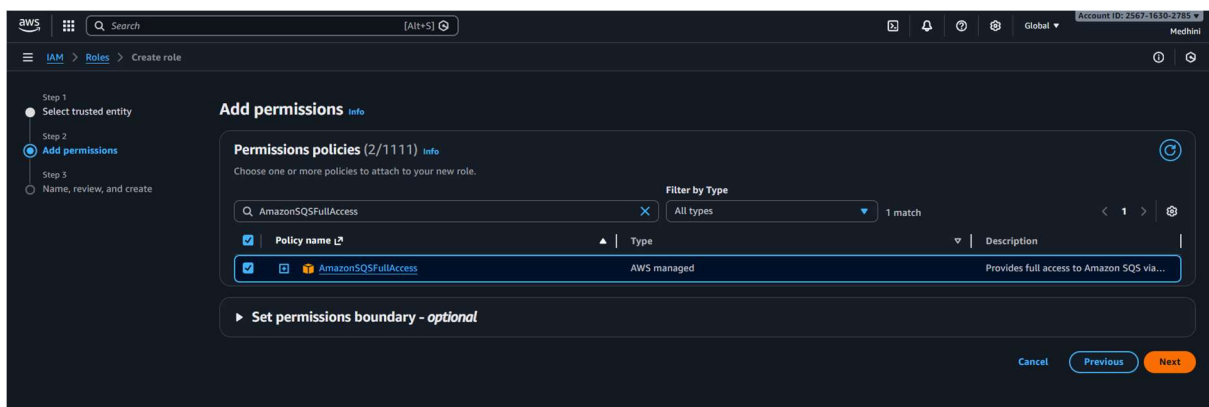 aws
Search [Alt+S]
Global ▼
Account ID: 2567-1630-2785 ▼
Medhini
IAM > Roles > Create role
Step 1
Select trusted entity
Step 2
Add permissions
Step 3
Name, review, and create
Add permissions Info
Permissions policies (2/1111) Info
Choose one or more policies to attach to your new role.
Filter by Type
AmazonSQSFullAccess
All types
1 match
< 1 >
Policy name
Type
Description
AmazonSQSFullAccess
AWS managed
Provides full access to Amazon SQS via...
Set permissions boundary - optional
Cancel
Previous
Next